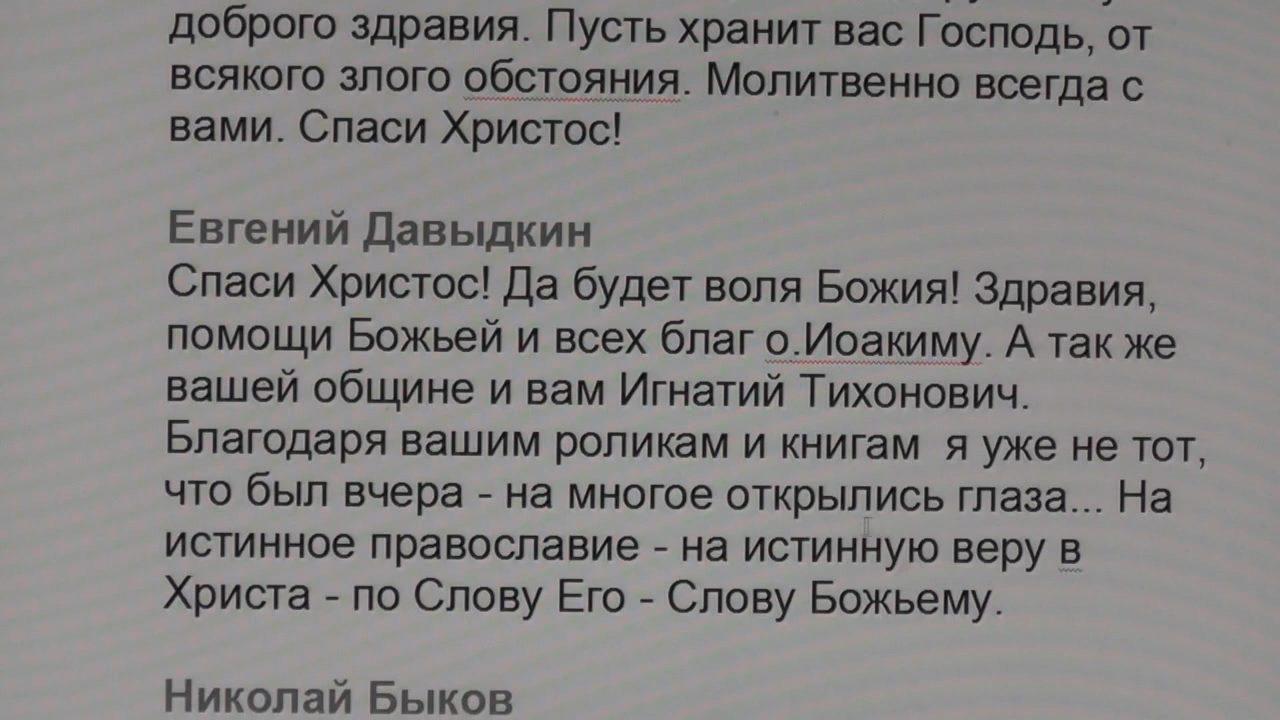 доброго здравия. Пусть хранит вас Господь, от
всякого злого обстояния. Молитвенно всегда с
вами. Спаси Христос!
Евгений Давыдкин
Спаси Христос! Да будет воля Божия! Здравия,
помощи Божьей и всех благ о.Иоакиму. А так же
вашей общине и вам Игнатий Тихонович.
Благодаря вашим роликам и книгам я уже не тот,
что был вчера - на многое открылись глаза... На
истинное православие - на истинную веру в
Христа - по Слову Его - Слову Божьему.
Николай Быков